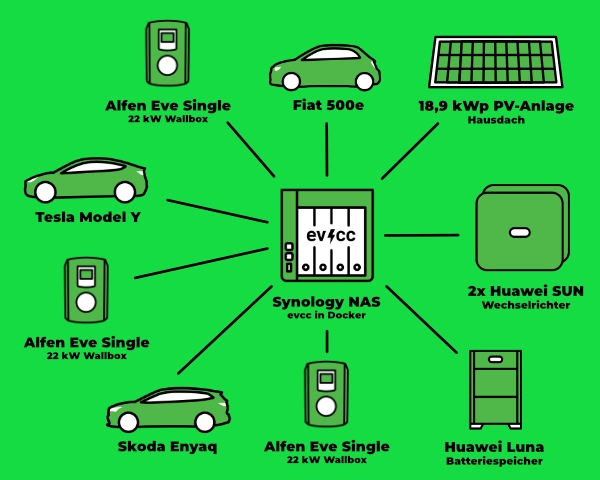 Alfen Eve Single
22 kW Wallbox
Fiat 500e
18,9 kWp PV-Anlage
Hausdach
Tesla Model Y
evcc
2x Huawei SUN
Wechselrichter
Synology NAS
evcc in Docker
Alfen Eve Single
22 kW Wallbox
Skoda Enyaq
Alfen Eve Single
22 kW Wallbox
Huawei Luna
Batteriespeicher